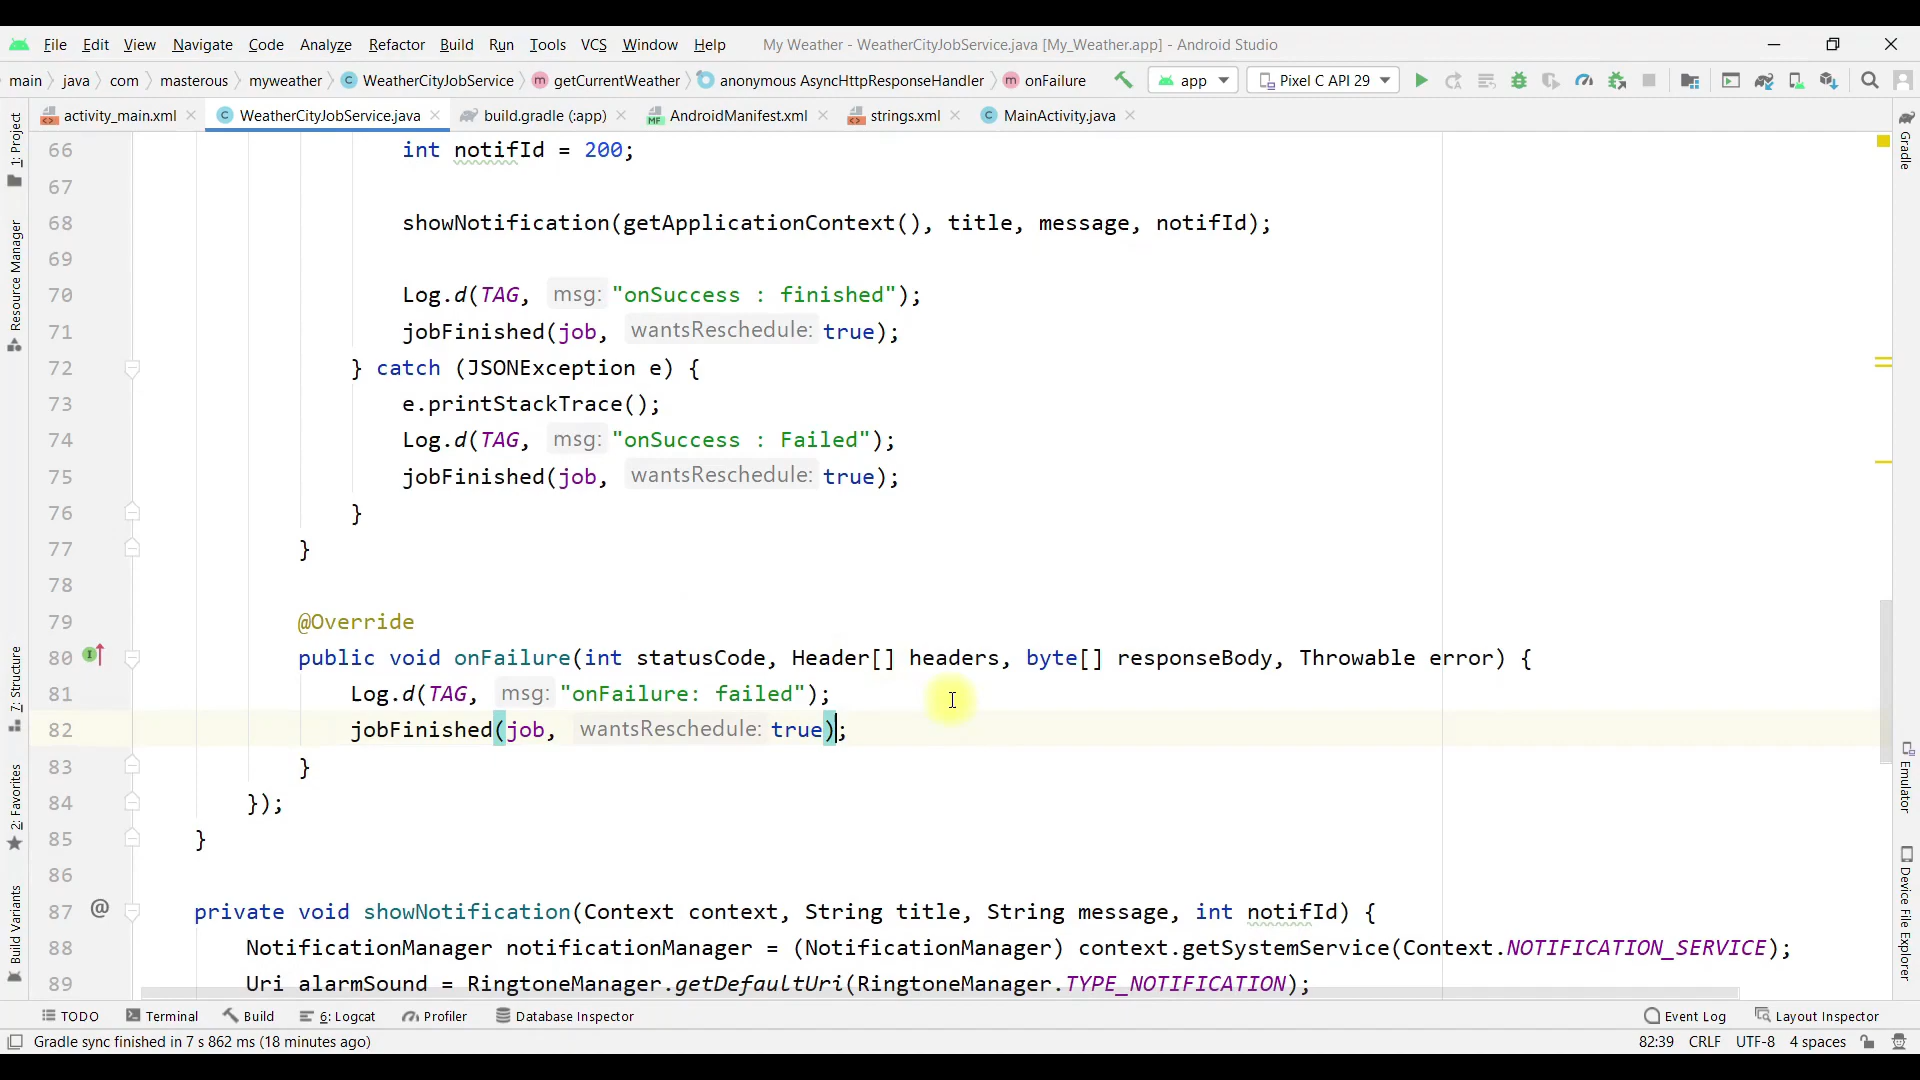 File Edit View Navigate Code Analyze Refactor Build Run Tools VCS Window Help My Weather - WeatherCityJobService.java [My_Weather.app] - Android Studio
main java com masterous myweather C WeatherCityJobService m getCurrentWeather anonymous AsyncHttpResponseHandler m onFailure app Pixel C API 29
activity_main.xml C WeatherCityJobService.java build.gradle (:app) MF AndroidManifest.xml strings.xml C MainActivity.java
1: Project
Resource Manager
7: Structure
2: Favorites
Build Variants
66 int notifId = 200;
67
68 showNotification(getApplicationContext(), title, message, notifId);
69
70 Log.d(TAG, msg: "onSuccess : finished");
71 jobFinished(job, wantsReschedule: true);
72 } catch (JSONException e) {
73 e.printStackTrace();
74 Log.d(TAG, msg: "onSuccess : Failed");
75 jobFinished(job, wantsReschedule: true);
76 }
77 }
78
79 @Override
80 public void onFailure(int statusCode, Header[] headers, byte[] responseBody, Throwable error) {
81 Log.d(TAG, msg: "onFailure: failed");
82 jobFinished(job, wantsReschedule: true);
83 }
84 });
85 }
86
87 @ private void showNotification(Context context, String title, String message, int notifId) {
88 NotificationManager notificationManager = (NotificationManager) context.getSystemService(Context.NOTIFICATION_SERVICE);
89 Uri alarmSound = RingtoneManager.getDefaultUri(RingtoneManager.TYPE_NOTIFICATION);
Gradle
Emulator
Device File Explorer
TODO Terminal Build 6: Logcat Profiler Database Inspector Event Log Layout Inspector
Gradle sync finished in 7 s 862 ms (18 minutes ago) 82:39 CRLF UTF-8 4 spaces